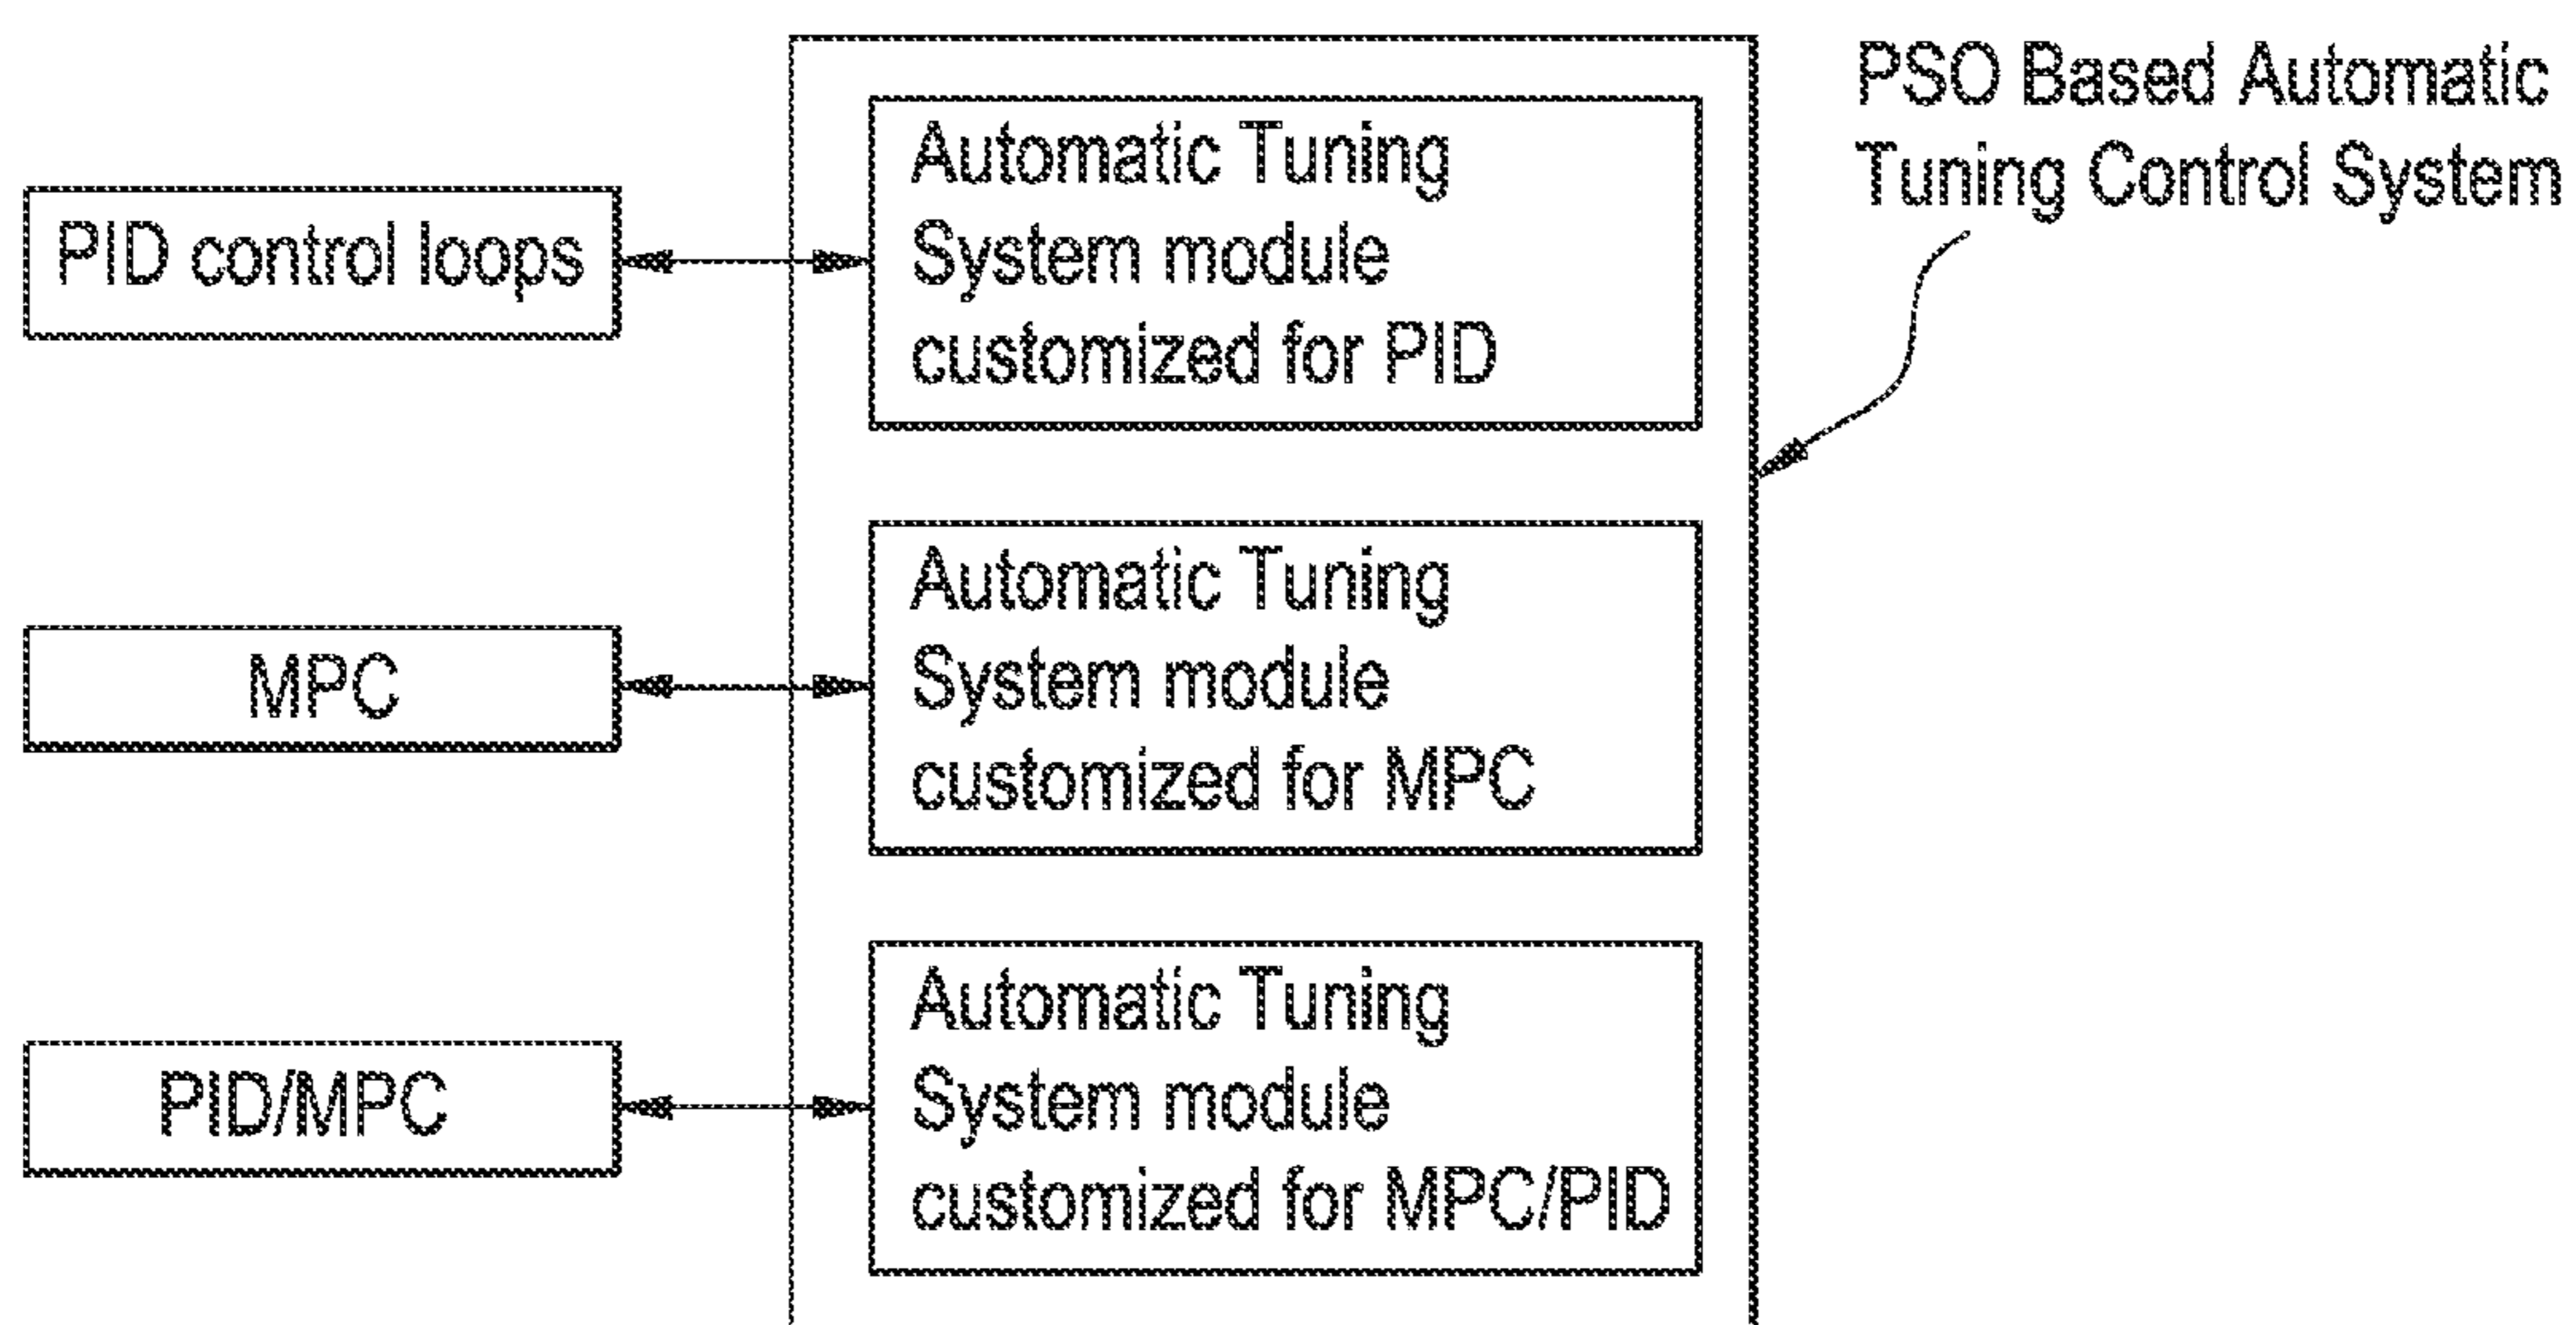 PSO Based Automatic
Tuning Control System
PID control loops
Automatic Tuning
System module
customized for PID
MPC
Automatic Tuning
System module
customized for MPC
PID/MPC
Automatic Tuning
System module
customized for MPC/PID